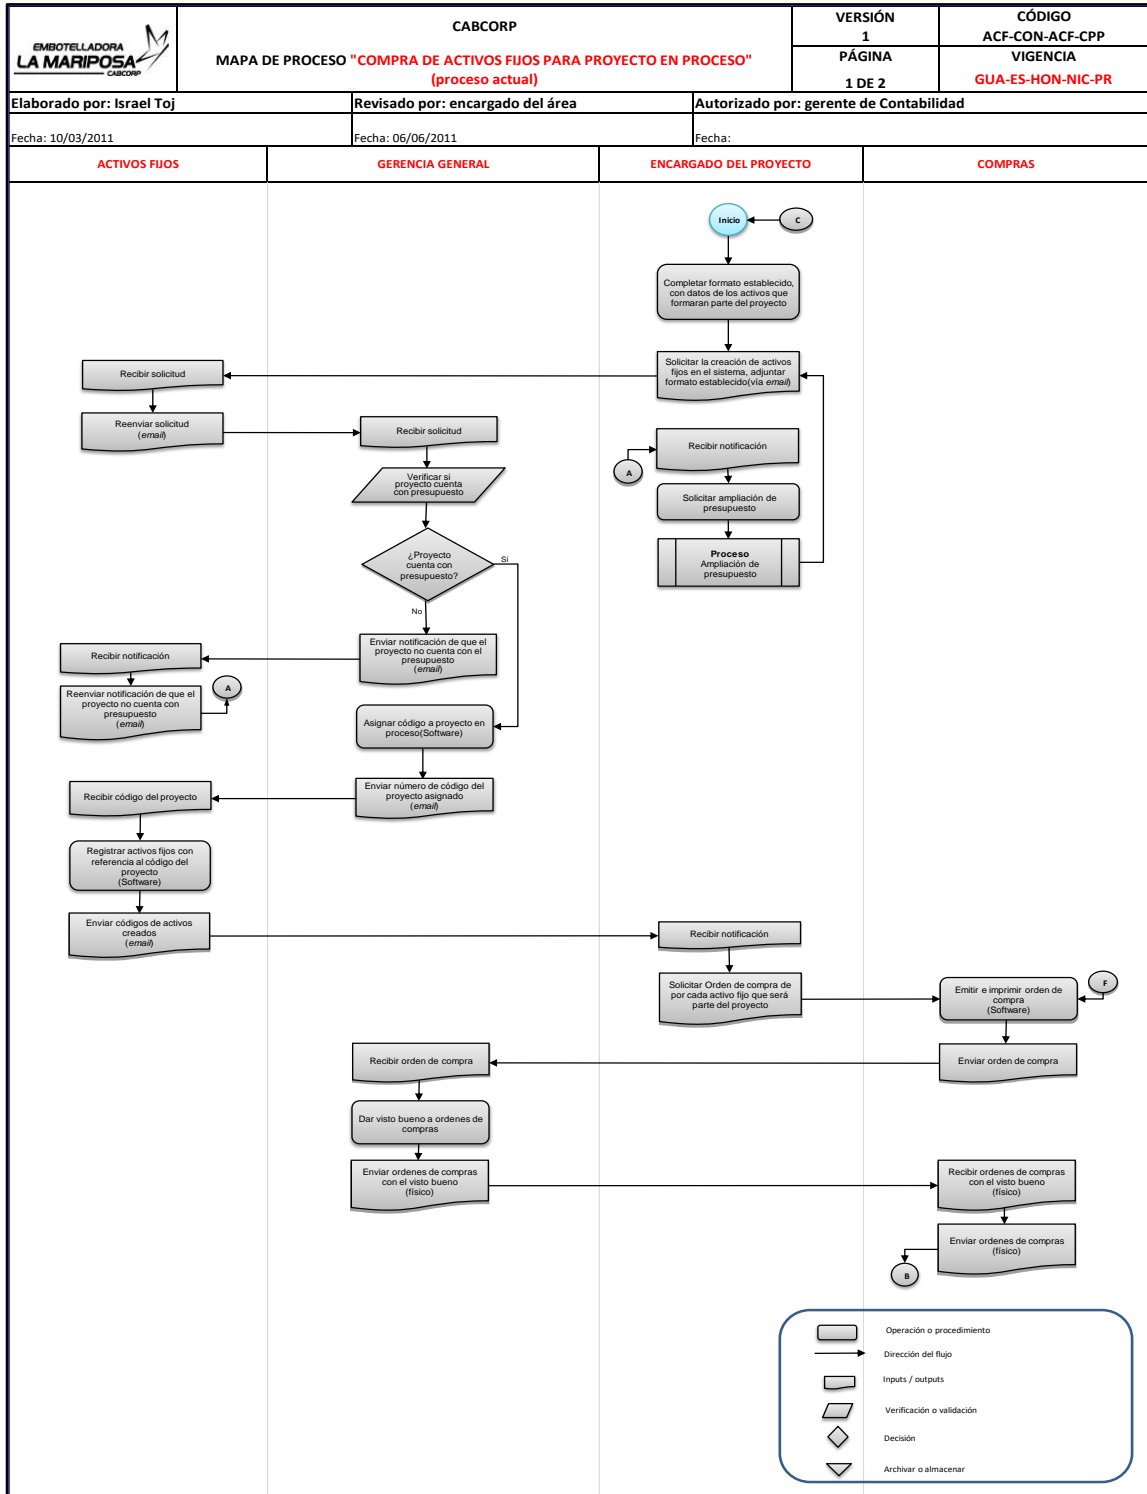 EMBOTELLADORA
LA MARIPOSA
CABCORP
CABCORP
MAPA DE PROCESO "COMPRA DE ACTIVOS FIJOS PARA PROYECTO EN PROCESO"
(proceso actual)
VERSIÓN
1
CÓDIGO
ACF-CON-ACF-CPP
PÁGINA
1 DE 2
VIGENCIA
GUA-ES-HON-NIC-PR
Elaborado por: Israel Toj
Revisado por: encargado del área
Autorizado por: gerente de Contabilidad
Fecha: 10/03/2011
Fecha: 06/06/2011
Fecha:
ACTIVOS FIJOS
GERENCIA GENERAL
ENCARGADO DEL PROYECTO
COMPRAS
Inicio
C
Completar formato establecido,
con datos de los activos que
formaran parte del proyecto
Solicitar la creación de activos
fijos en el sistema, adjuntar
formato establecido(vía email)
Recibir solicitud
Reenviar solicitud
(email)
Recibir solicitud
Verificar si
proyecto cuenta
con presupuesto
¿Proyecto
cuenta con
presupuesto?
Sí
No
Recibir notificación
A
Solicitar ampliación de
presupuesto
Proceso
Ampliación de
presupuesto
Enviar notificación de que el
proyecto no cuenta con el
presupuesto
(email)
Recibir notificación
Reenviar notificación de que el
proyecto no cuenta con
presupuesto
(email)
A
Asignar código a proyecto en
proceso(Software)
Enviar número de código del
proyecto asignado
(email)
Recibir código del proyecto
Registrar activos fijos con
referencia al código del
proyecto
(Software)
Enviar códigos de activos
creados
(email)
Recibir notificación
Solicitar Orden de compra de
por cada activo fijo que será
parte del proyecto
Emitir e imprimir orden de
compra
(Software)
F
Enviar orden de compra
Recibir orden de compra
Dar visto bueno a ordenes de
compras
Enviar ordenes de compras
con el visto bueno
(físico)
Recibir ordenes de compras
con el visto bueno
(físico)
Enviar ordenes de compras
(físico)
B
Operación o procedimiento
Dirección del flujo
Inputs / outputs
Verificación o validación
Decisión
Archivar o almacenar